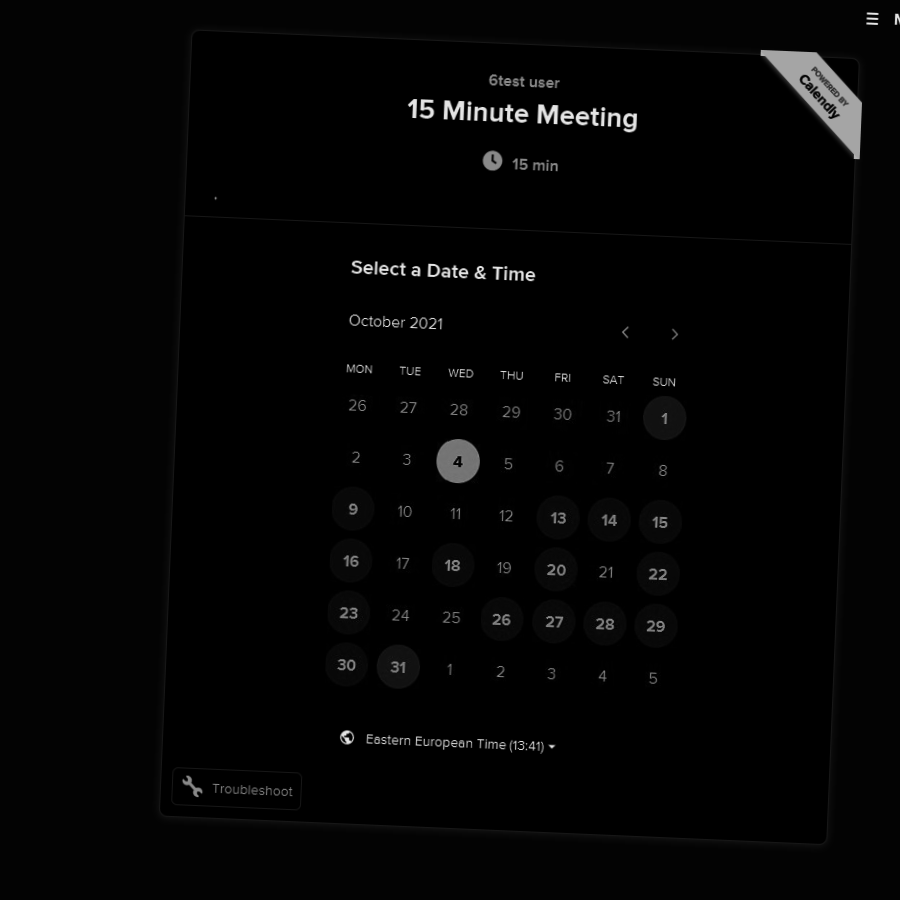 ☰ 
POWERED BY
Calendly
6test user
15 Minute Meeting
15 min
.
Select a Date & Time
October 2021
MON TUE WED THU FRI SAT SUN
26 27 28 29 30 31 1
2 3 4 5 6 7 8
9 10 11 12 13 14 15
16 17 18 19 20 21 22
23 24 25 26 27 28 29
30 31 1 2 3 4 5
Eastern European Time (13:41)
Troubleshoot